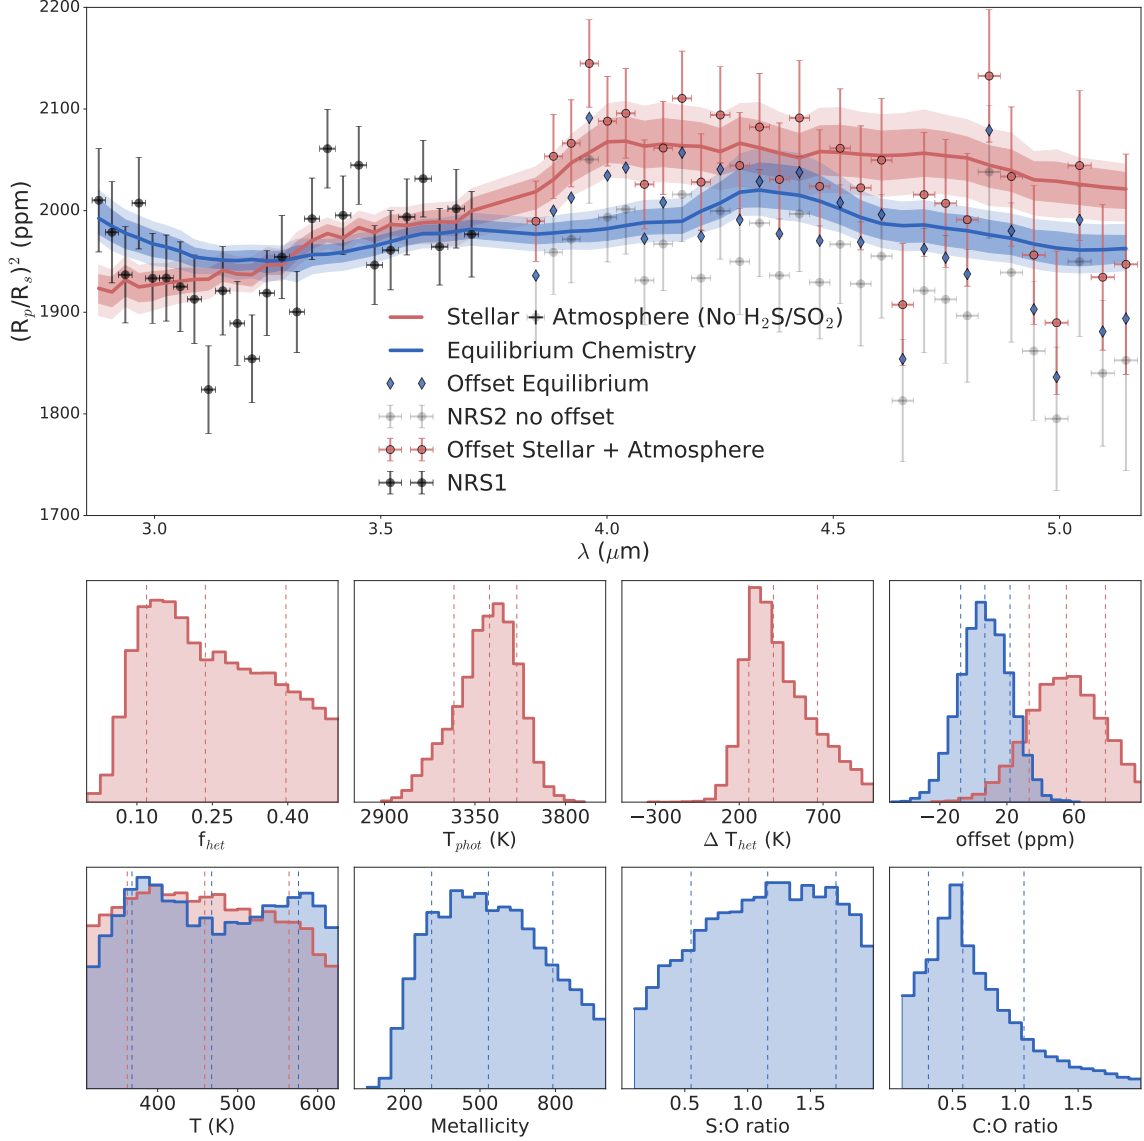 2200
2100
2000
1900
1800
1700
(R_p/R_s)^2 (ppm)
3.0 3.5 4.0 4.5 5.0
λ (μm)
Stellar + Atmosphere (No H₂S/SO₂)
Equilibrium Chemistry
Offset Equilibrium
NRS2 no offset
Offset Stellar + Atmosphere
NRS1
0.10 0.25 0.40
f_het
2900 3350 3800
T_phot (K)
−300 200 700
Δ T_het (K)
−20 20 60
offset (ppm)
400 500 600
T (K)
200 500 800
Metallicity
0.5 1.0 1.5
S:O ratio
0.5 1.0 1.5
C:O ratio